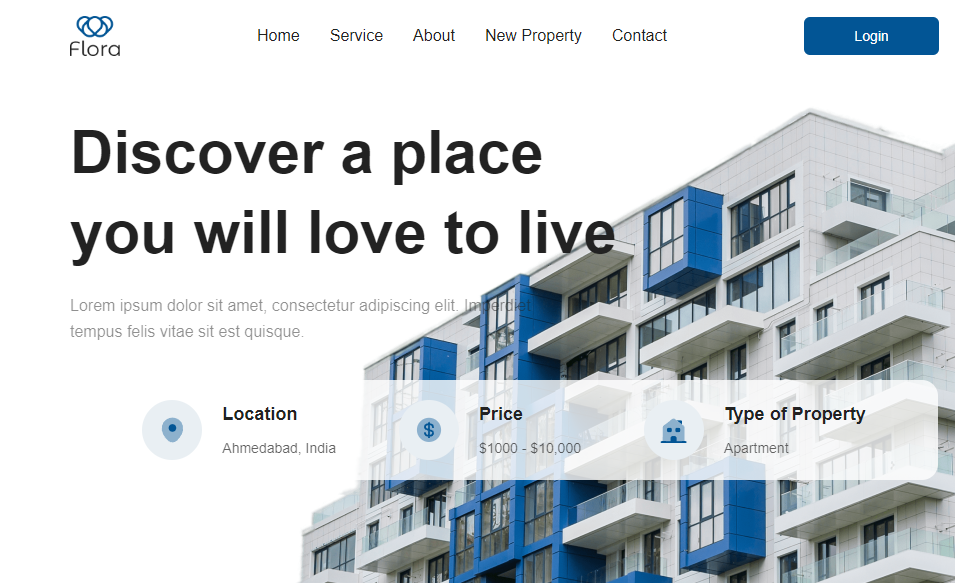 Flora
Home Service About New Property Contact
Login
Discover a place
you will love to live
Lorem ipsum dolor sit amet, consectetur adipiscing elit. Imperdiet
tempus felis vitae sit est quisque.
Location
Ahmedabad, India
$
Price
$1000 - $10,000
Type of Property
Apartment